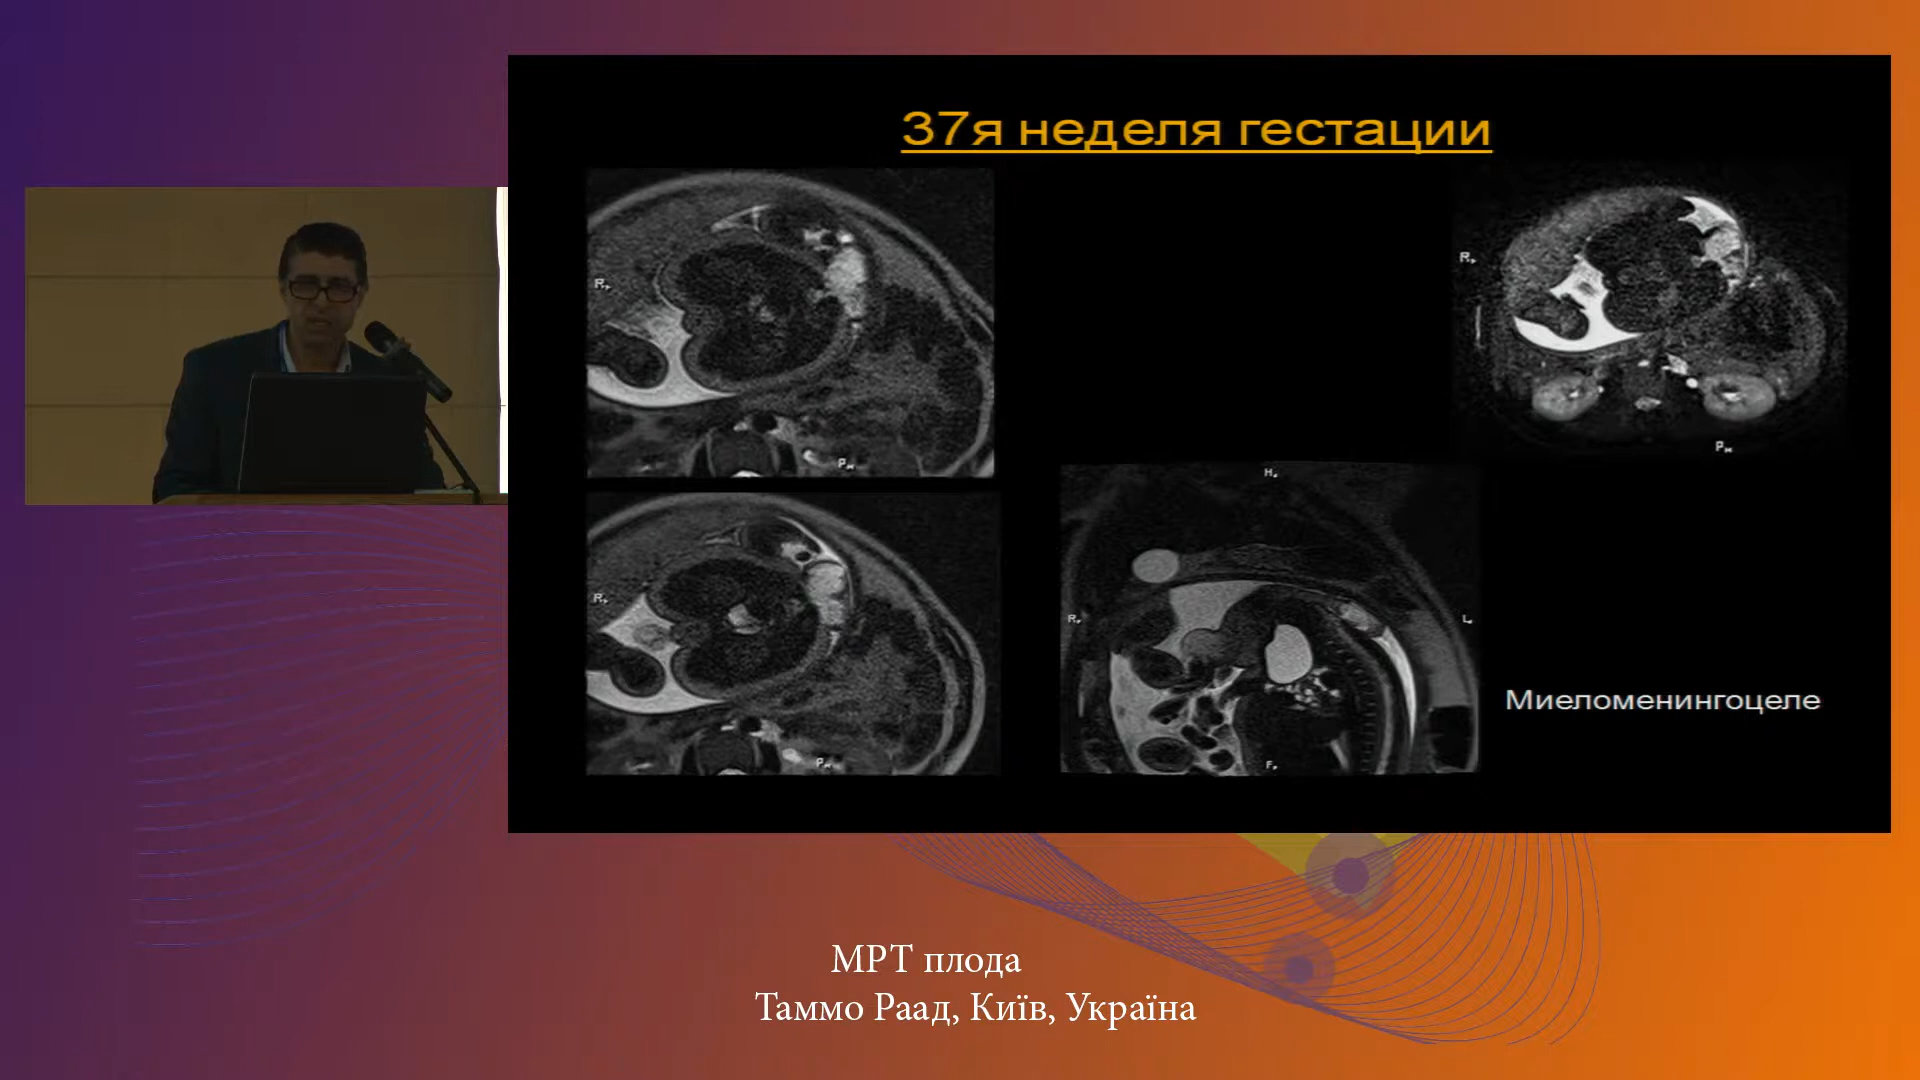 37я неделя гестации
R
R
P
R
P
H
R
L
F
P
Миеломенингоцеле
МРТ плода
Таммо Раад, Київ, Україна